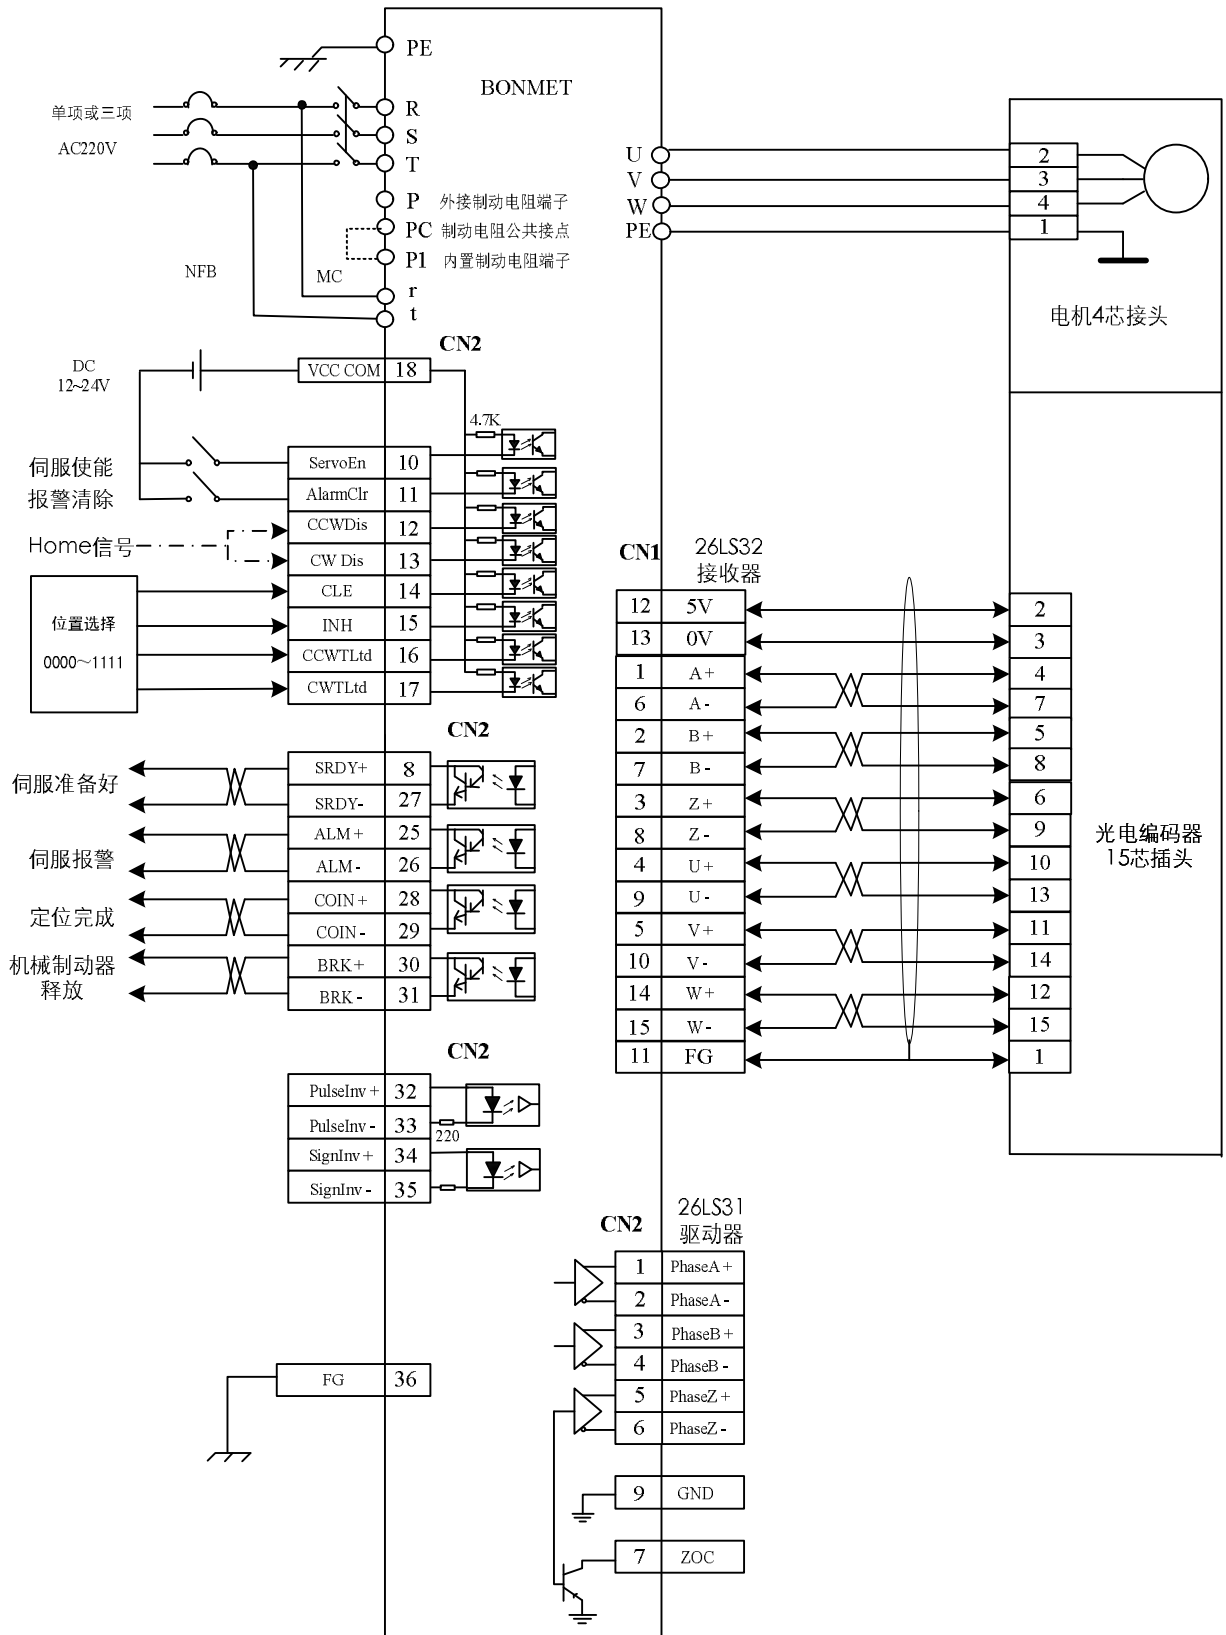 PE
BONMET
单项或三项
AC220V
R
S
T
P 外接制动电阻端子
PC 制动电阻公共接点
P1 内置制动电阻端子
NFB
MC
r
t
U
V
W
PE
2
3
4
1
电机4芯接头
CN2
DC
12~24V
VCC COM 18
4.7K
伺服使能
报警清除
Home信号
位置选择
0000～1111
ServoEn 10
AlarmClr 11
CCWDis 12
CW Dis 13
CLE 14
INH 15
CCWTLtd 16
CWTLtd 17
CN2
伺服准备好
SRDY+ 8
SRDY- 27
伺服报警
ALM+ 25
ALM- 26
定位完成
COIN+ 28
COIN- 29
机械制动器
释放
BRK+ 30
BRK- 31
CN2
PulseInv+ 32
PulseInv- 33
220
SignInv+ 34
SignInv- 35
FG 36
CN1
26LS32
接收器
12 5V 2
13 0V 3
1 A+ 4
6 A- 7
2 B+ 5
7 B- 8
3 Z+ 6
8 Z- 9
4 U+ 10
9 U- 13
5 V+ 11
10 V- 14
14 W+ 12
15 W- 15
11 FG 1
光电编码器
15芯插头
CN2
26LS31
驱动器
1 PhaseA+
2 PhaseA-
3 PhaseB+
4 PhaseB-
5 PhaseZ+
6 PhaseZ-
9 GND
7 ZOC